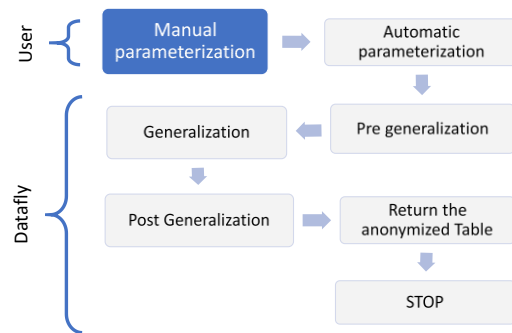 User
Manual
parameterization
Automatic
parameterization
Datafly
Generalization
Pre generalization
Post Generalization
Return the
anonymized Table
STOP